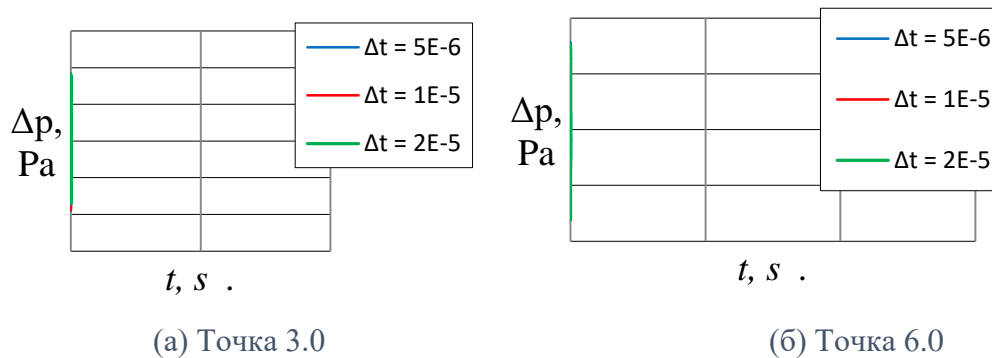 Δt = 5E-6
Δt = 1E-5
Δt = 2E-5
Δp,
Pa
t, s .
(а) Точка 3.0
Δt = 5E-6
Δt = 1E-5
Δt = 2E-5
Δp,
Pa
t, s .
(б) Точка 6.0